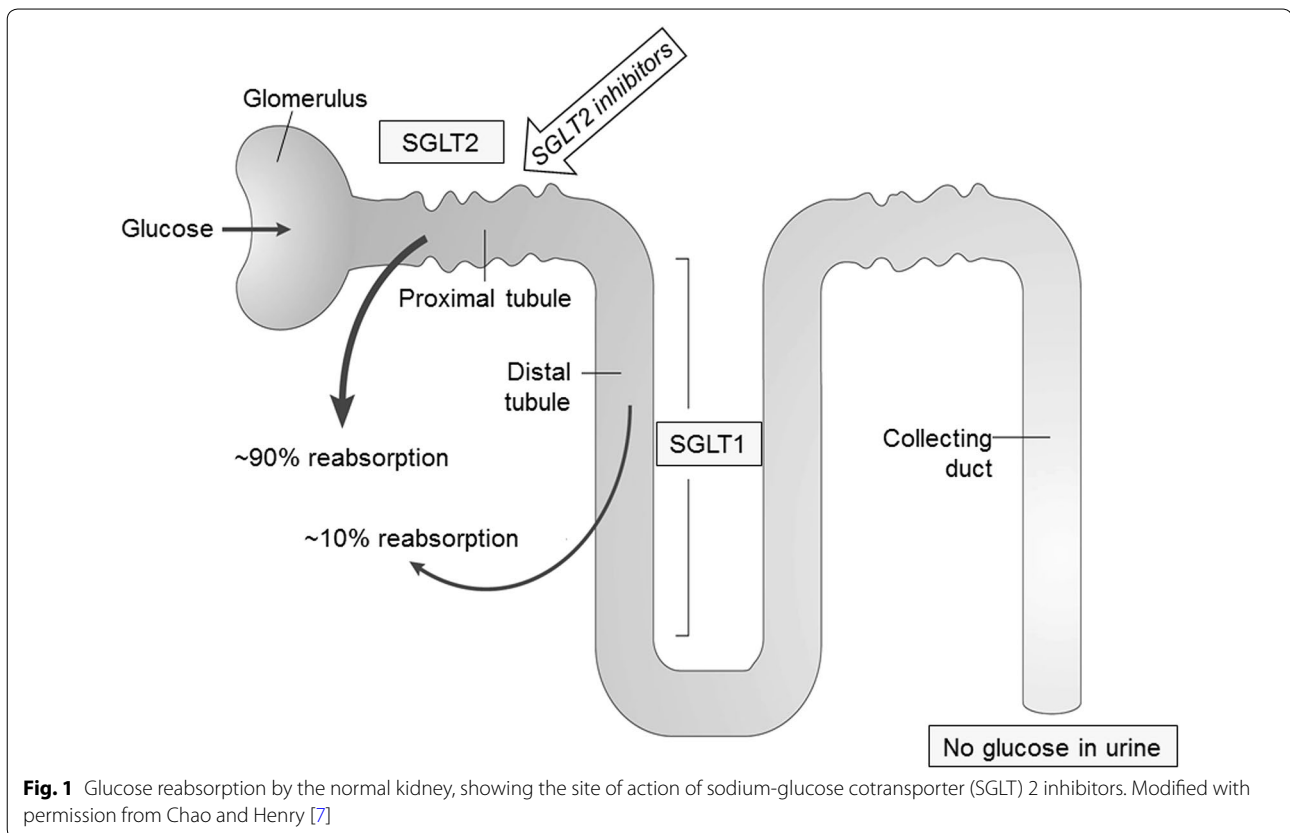 Glomerulus
SGLT2 inhibitors
SGLT2
Glucose
Proximal tubule
Distal
tubule
SGLT1
Collecting
duct
~90% reabsorption
~10% reabsorption
No glucose in urine
Fig. 1 Glucose reabsorption by the normal kidney, showing the site of action of sodium-glucose cotransporter (SGLT) 2 inhibitors. Modified with
permission from Chao and Henry [7]